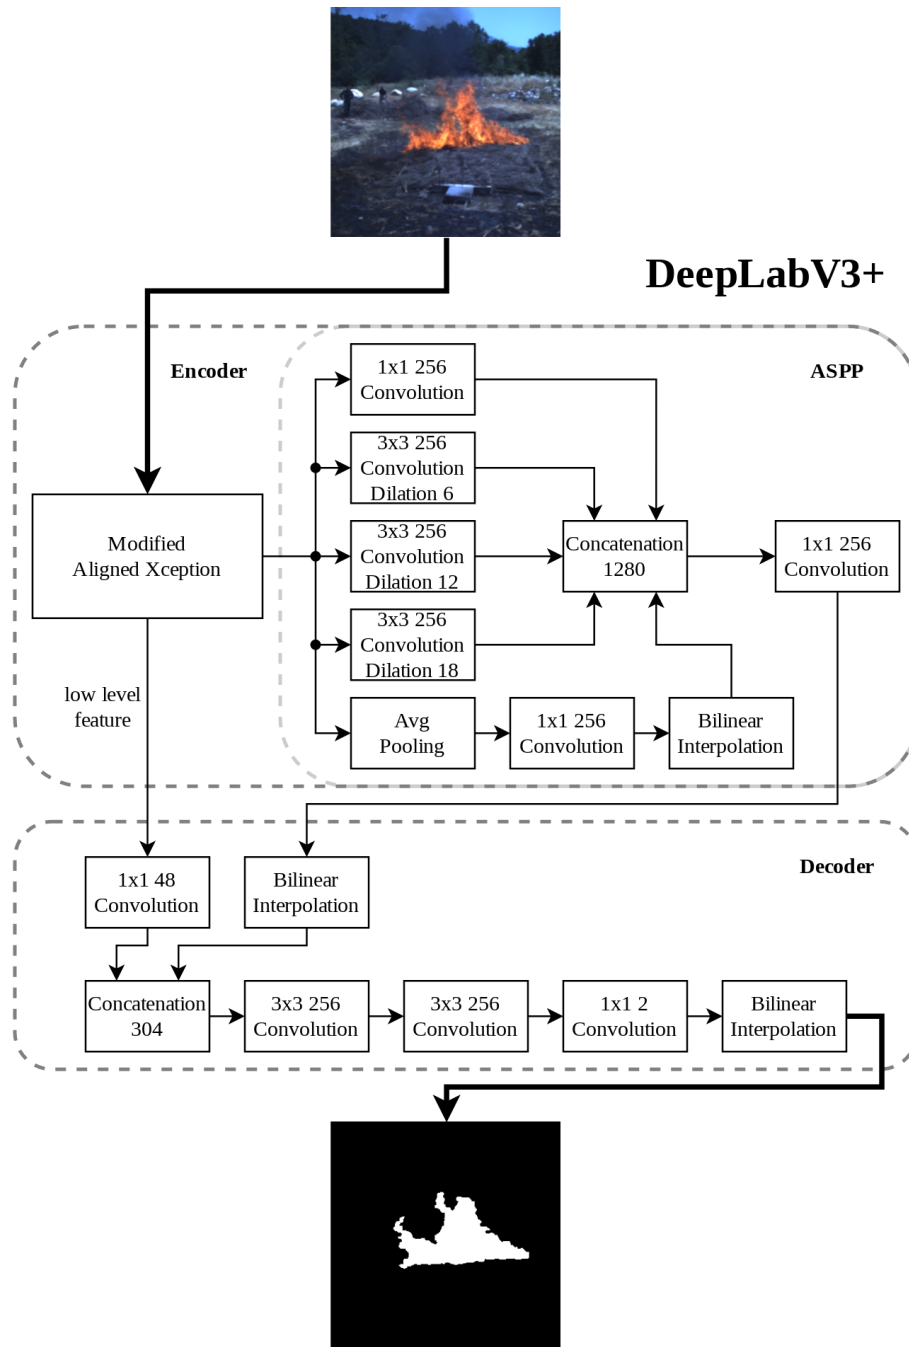 DeepLabV3+
Encoder
ASPP
1x1 256
Convolution
3x3 256
Convolution
Dilation 6
3x3 256
Convolution
Dilation 12
3x3 256
Convolution
Dilation 18
Avg
Pooling
1x1 256
Convolution
Bilinear
Interpolation
Concatenation
1280
1x1 256
Convolution
Modified
Aligned Xception
low level
feature
Decoder
1x1 48
Convolution
Bilinear
Interpolation
Concatenation
304
3x3 256
Convolution
3x3 256
Convolution
1x1 2
Convolution
Bilinear
Interpolation